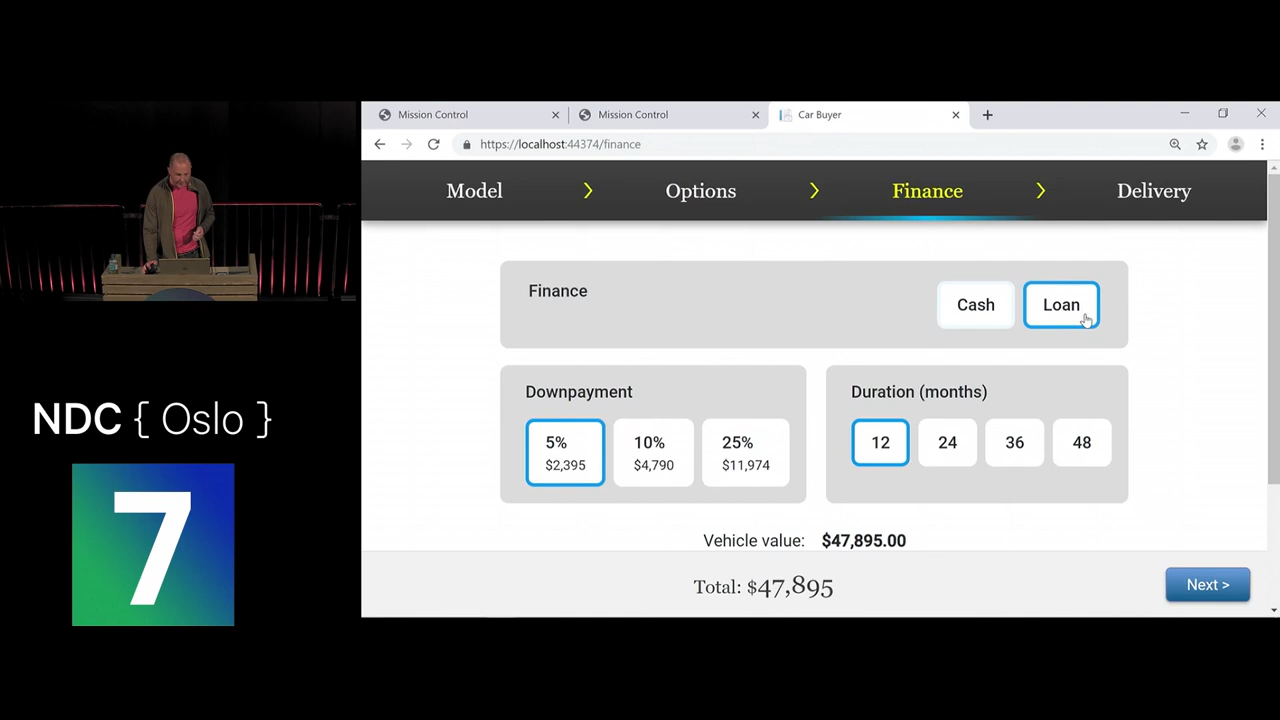 Mission Control
Mission Control
Car Buyer
https://localhost:44374/finance
Model
Options
Finance
Delivery
Finance
Cash
Loan
Downpayment
5%
$2,395
10%
$4,790
25%
$11,974
Duration (months)
12
24
36
48
Vehicle value: $47,895.00
Total: $47,895
Next >
NDC { Oslo }
7